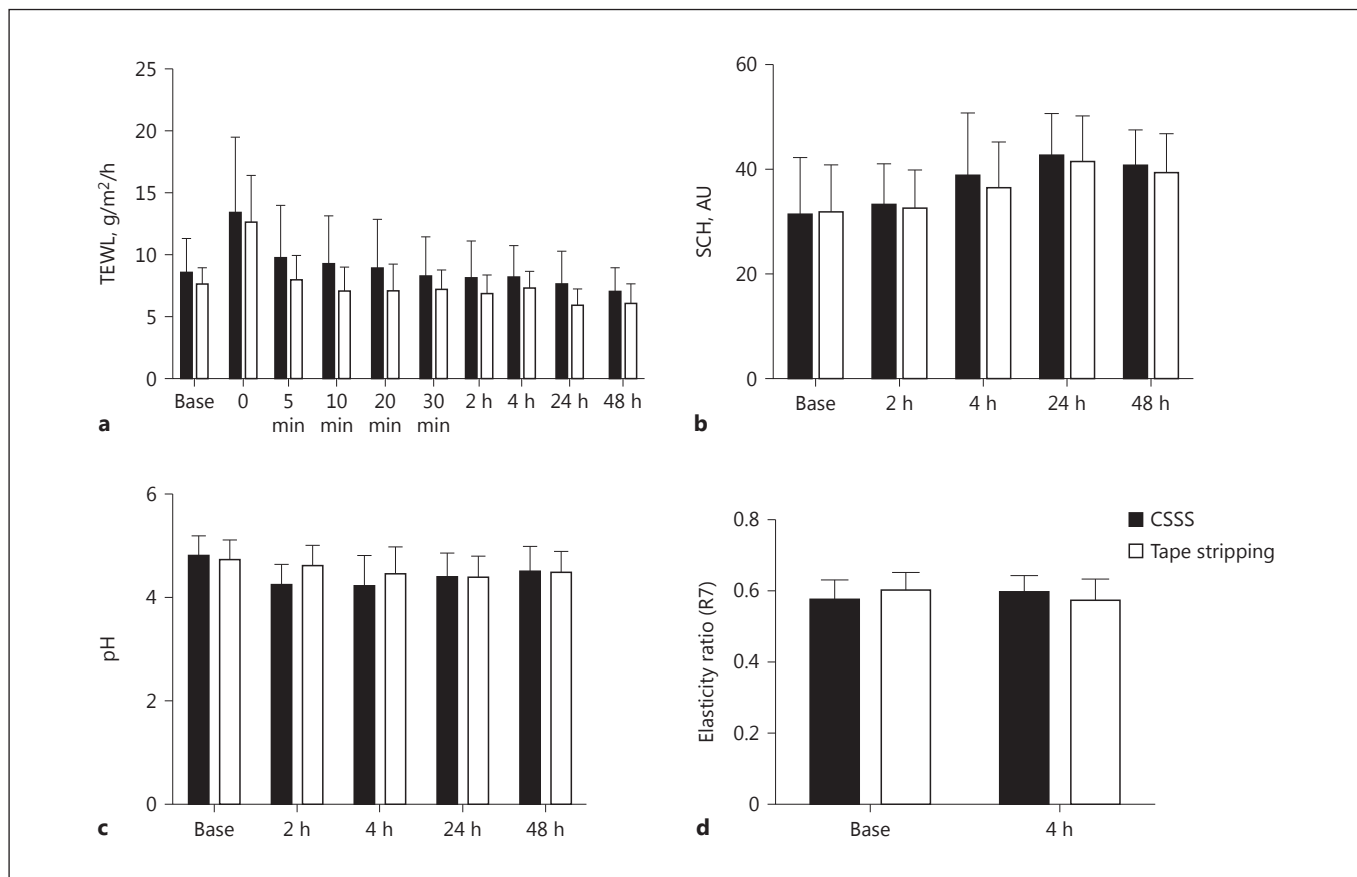 25
20
15
10
5
0
TEWL, g/m²/h
Base 0 5 10 20 30 2 h 4 h 24 h 48 h
min min min min
a
60
40
20
0
SCH, AU
Base 2 h 4 h 24 h 48 h
b
6
4
2
0
pH
Base 2 h 4 h 24 h 48 h
c
0.8
0.6
0.4
0.2
0
Elasticity ratio (R7)
CSSS
Tape stripping
Base 4 h
d